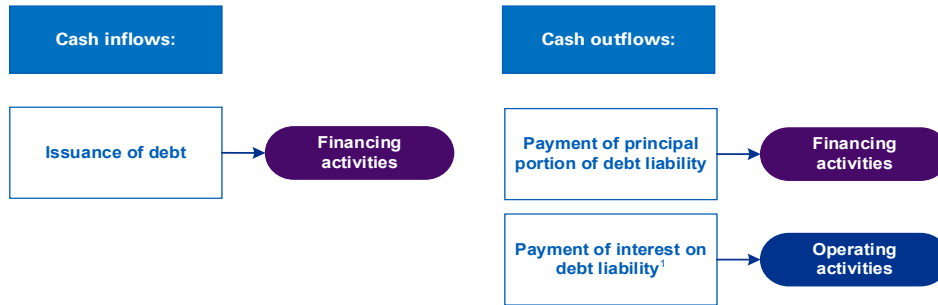 Cash inflows:
Cash outflows:
Issuance of debt
Financing
activities
Payment of principal
portion of debt liability
Financing
activities
Payment of interest on
debt liability¹
Operating
activities